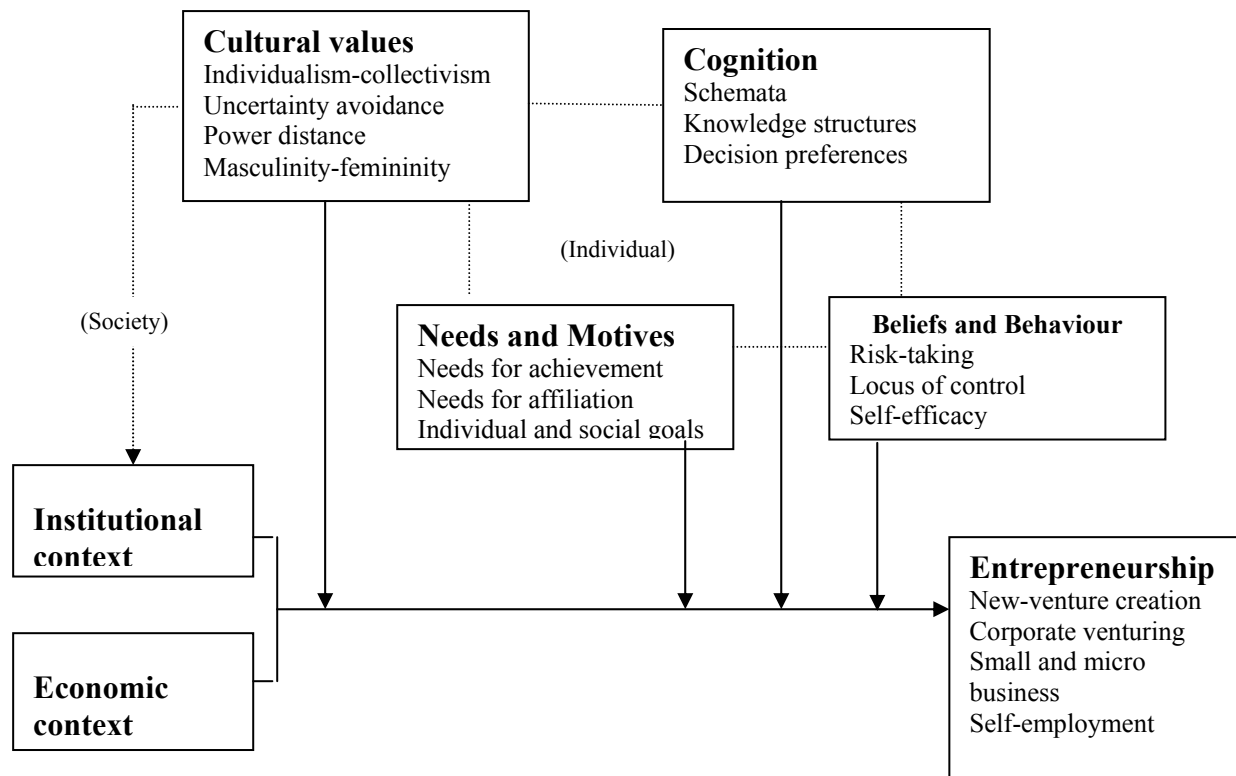 Cultural values
Individualism-collectivism
Uncertainty avoidance
Power distance
Masculinity-femininity
Cognition
Schemata
Knowledge structures
Decision preferences
(Individual)
(Society)
Needs and Motives
Needs for achievement
Needs for affiliation
Individual and social goals
Beliefs and Behaviour
Risk-taking
Locus of control
Self-efficacy
Institutional
context
Economic
context
Entrepreneurship
New-venture creation
Corporate venturing
Small and micro
business
Self-employment